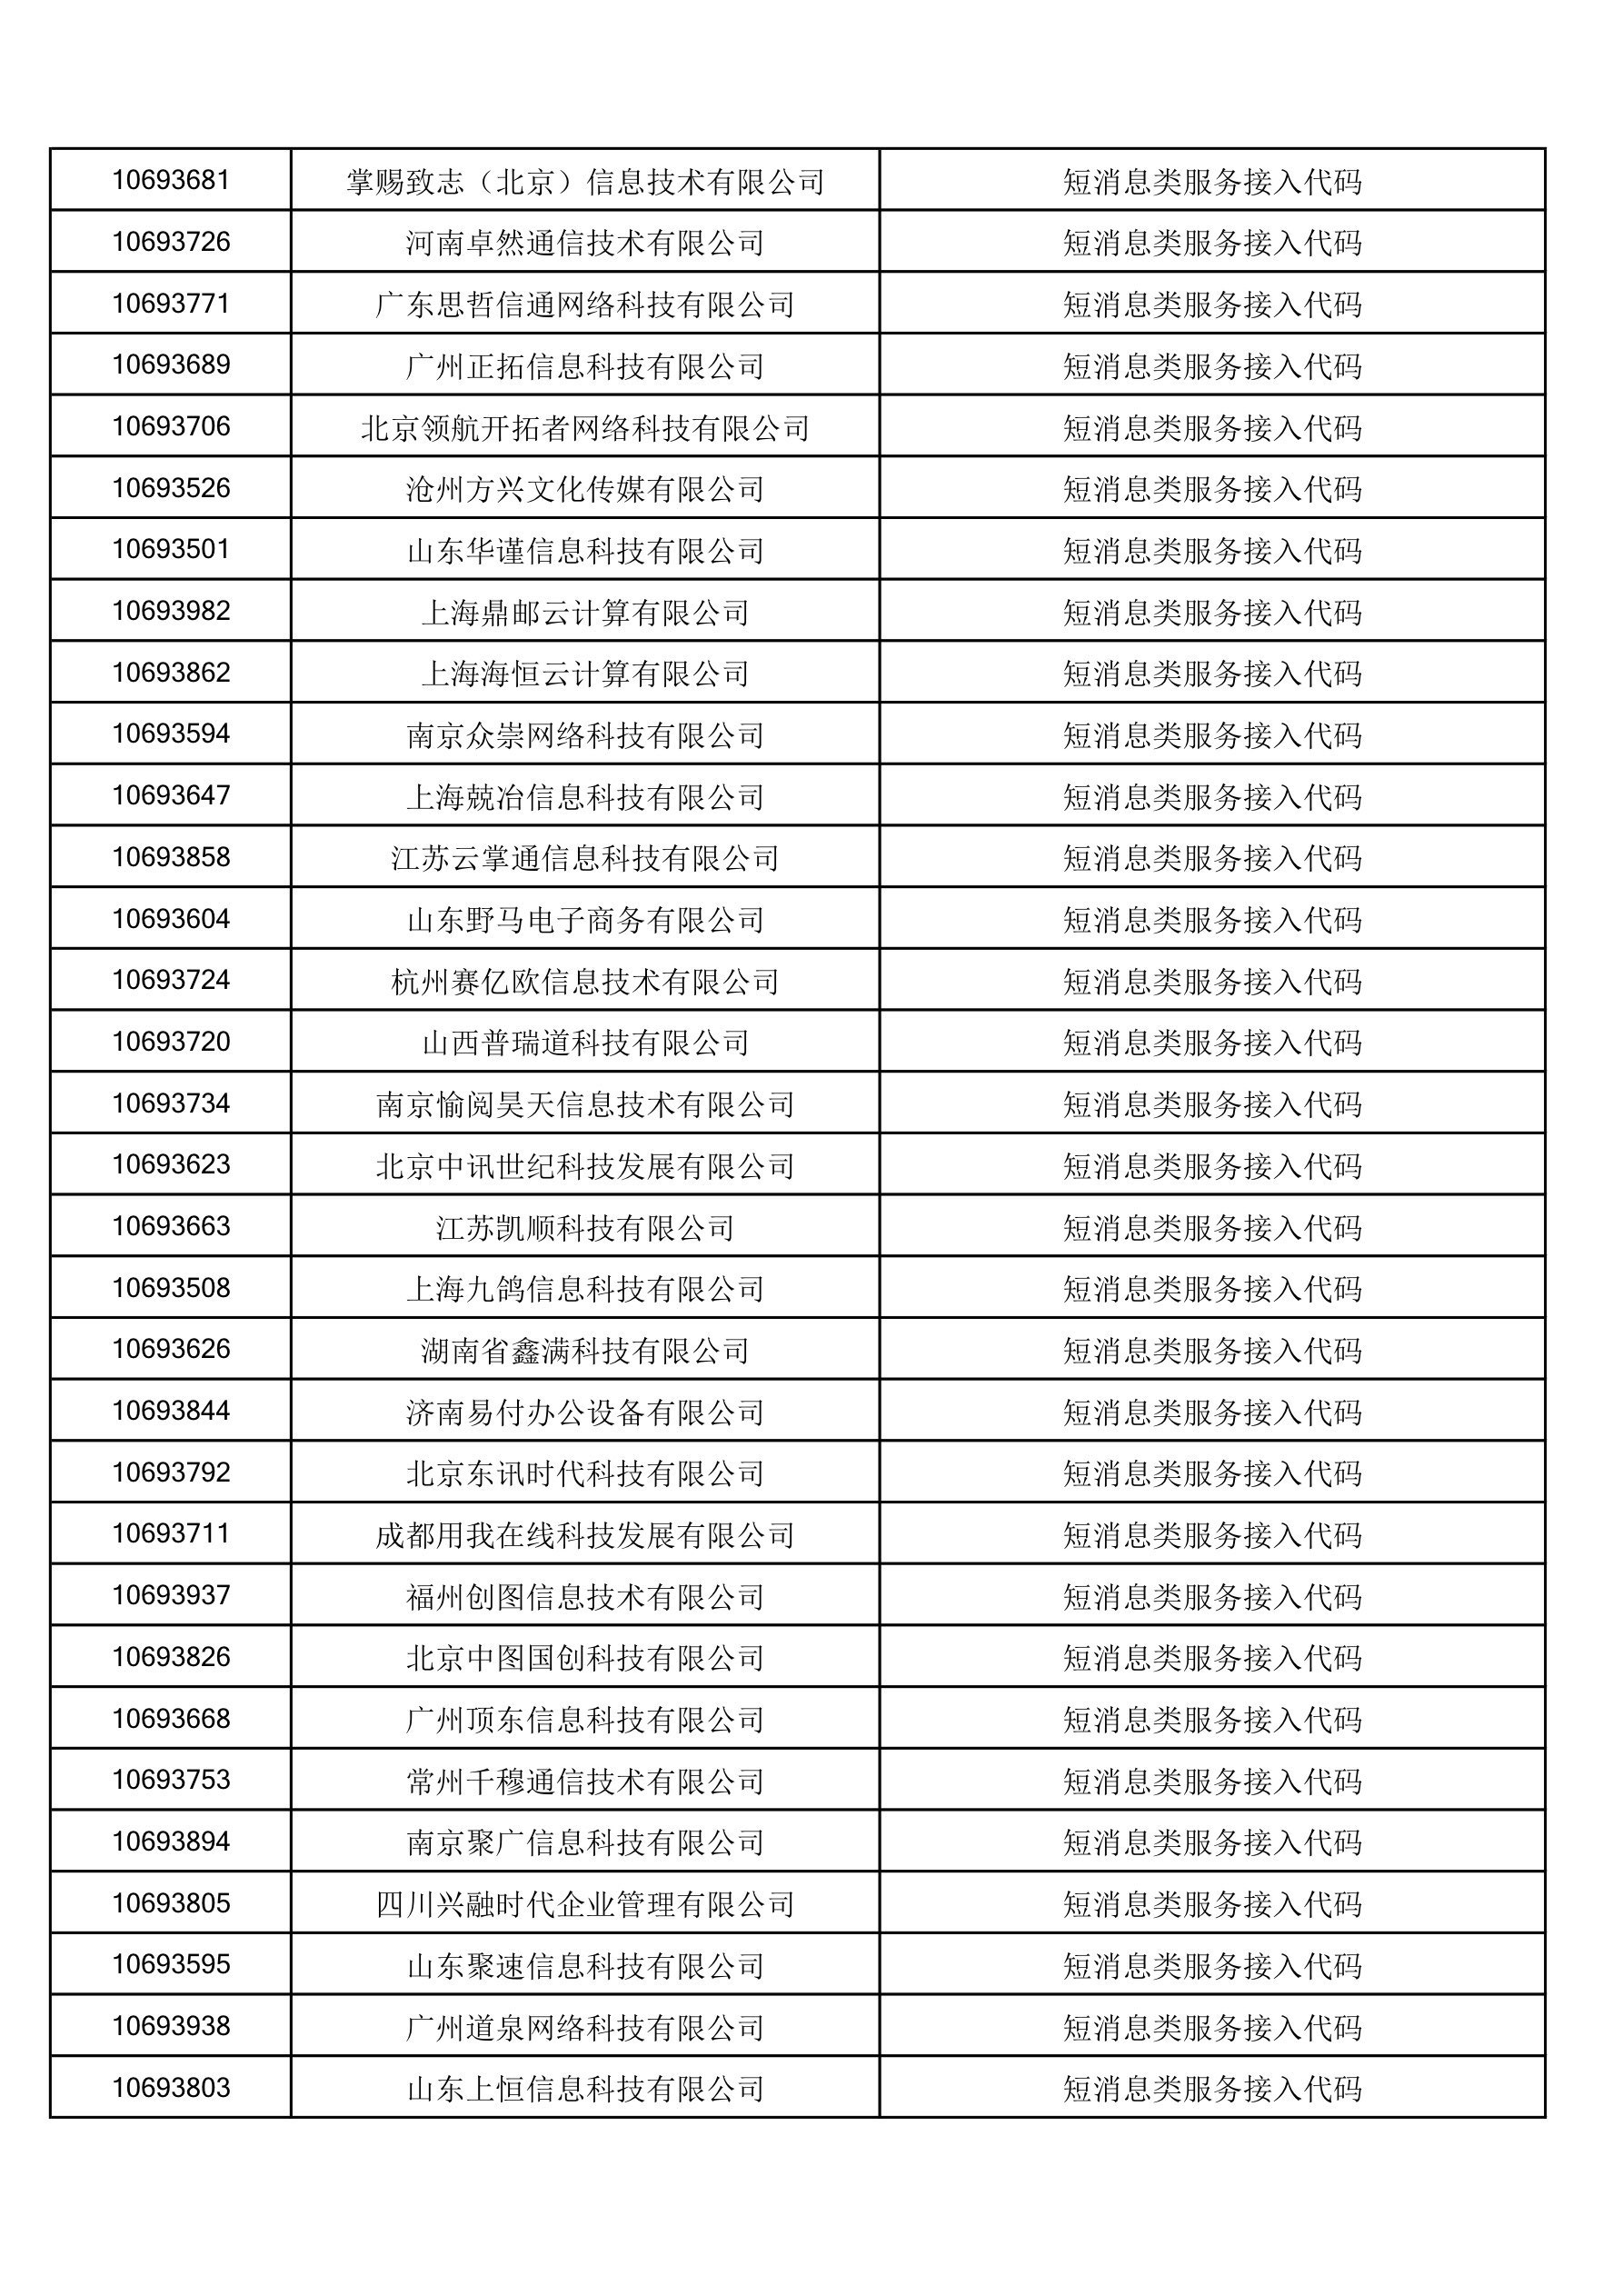 10693681 掌赐致志（北京）信息技术有限公司 短消息类服务接入代码
10693726 河南卓然通信技术有限公司 短消息类服务接入代码
10693771 广东思哲信通网络科技有限公司 短消息类服务接入代码
10693689 广州正拓信息科技有限公司 短消息类服务接入代码
10693706 北京领航开拓者网络科技有限公司 短消息类服务接入代码
10693526 沧州方兴文化传媒有限公司 短消息类服务接入代码
10693501 山东华谨信息科技有限公司 短消息类服务接入代码
10693982 上海鼎邮云计算有限公司 短消息类服务接入代码
10693862 上海海恒云计算有限公司 短消息类服务接入代码
10693594 南京众崇网络科技有限公司 短消息类服务接入代码
10693647 上海兢冶信息科技有限公司 短消息类服务接入代码
10693858 江苏云掌通信息科技有限公司 短消息类服务接入代码
10693604 山东野马电子商务有限公司 短消息类服务接入代码
10693724 杭州赛亿欧信息技术有限公司 短消息类服务接入代码
10693720 山西普瑞道科技有限公司 短消息类服务接入代码
10693734 南京愉阅昊天信息技术有限公司 短消息类服务接入代码
10693623 北京中讯世纪科技发展有限公司 短消息类服务接入代码
10693663 江苏凯顺科技有限公司 短消息类服务接入代码
10693508 上海九鸽信息科技有限公司 短消息类服务接入代码
10693626 湖南省鑫满科技有限公司 短消息类服务接入代码
10693844 济南易付办公设备有限公司 短消息类服务接入代码
10693792 北京东讯时代科技有限公司 短消息类服务接入代码
10693711 成都用我在线科技发展有限公司 短消息类服务接入代码
10693937 福州创图信息技术有限公司 短消息类服务接入代码
10693826 北京中图国创科技有限公司 短消息类服务接入代码
10693668 广州顶东信息科技有限公司 短消息类服务接入代码
10693753 常州千穆通信技术有限公司 短消息类服务接入代码
10693894 南京聚广信息科技有限公司 短消息类服务接入代码
10693805 四川兴融时代企业管理有限公司 短消息类服务接入代码
10693595 山东聚速信息科技有限公司 短消息类服务接入代码
10693938 广州道泉网络科技有限公司 短消息类服务接入代码
10693803 山东上恒信息科技有限公司 短消息类服务接入代码